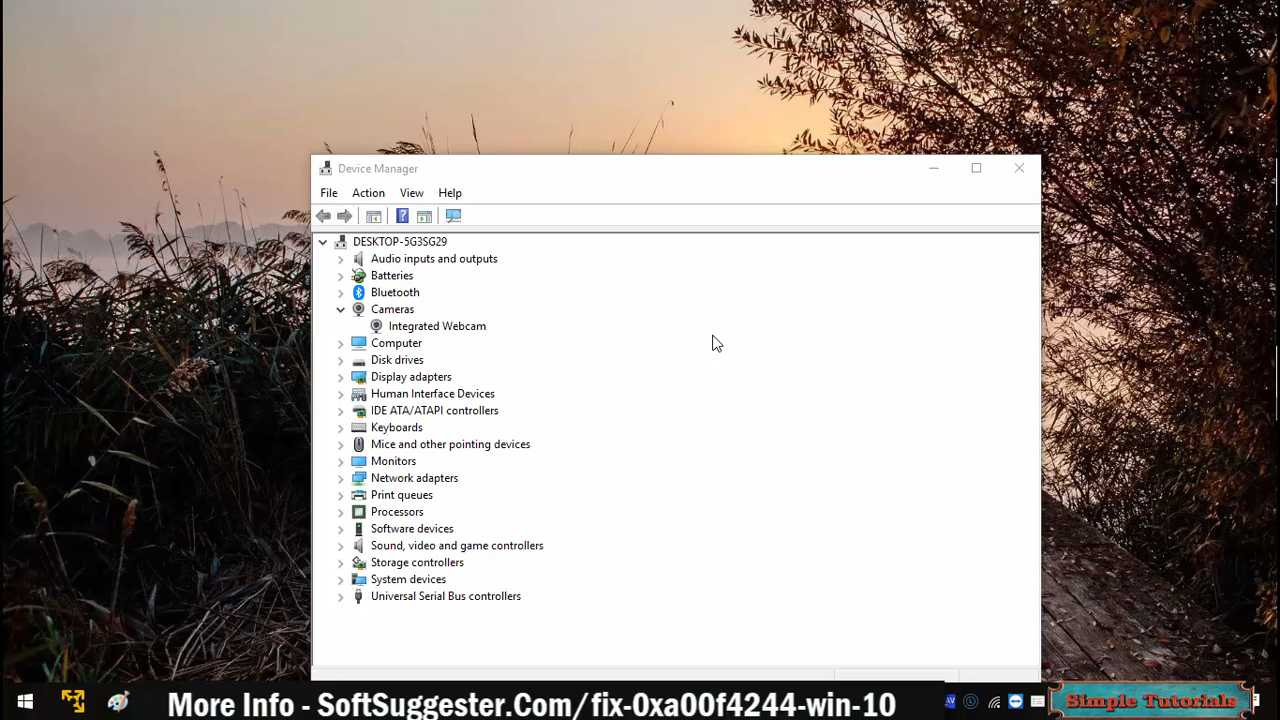 Device Manager
File Action View Help
DESKTOP-5G3SG29
Audio inputs and outputs
Batteries
Bluetooth
Cameras
Integrated Webcam
Computer
Disk drives
Display adapters
Human Interface Devices
IDE ATA/ATAPI controllers
Keyboards
Mice and other pointing devices
Monitors
Network adapters
Print queues
Processors
Software devices
Sound, video and game controllers
Storage controllers
System devices
Universal Serial Bus controllers
More Info - SoftSuggester.Com/fix-0xa00f4244-win-10
Simple Tutorials